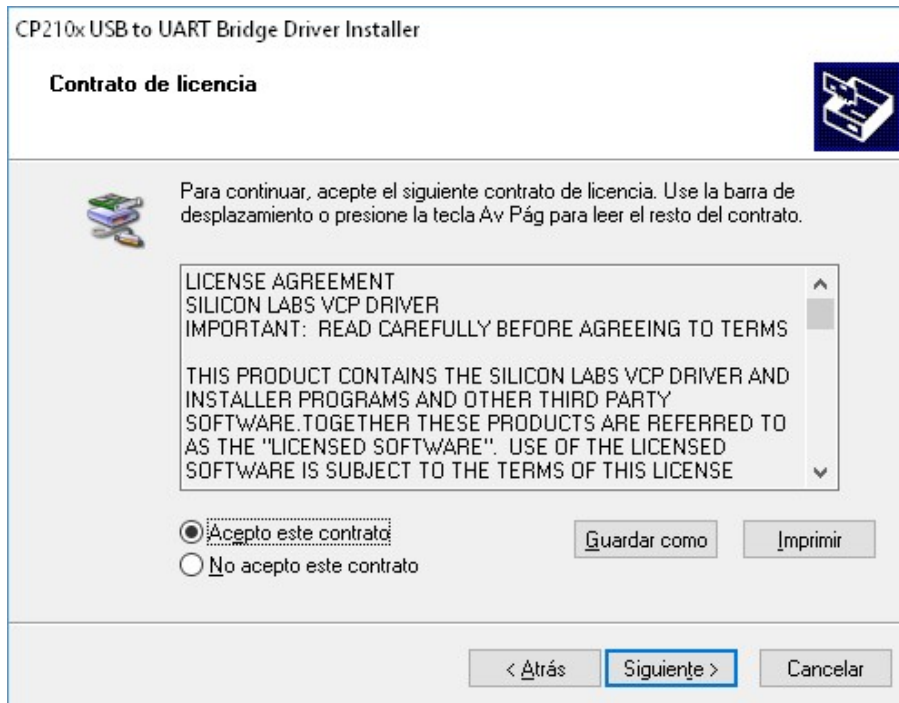 CP210x USB to UART Bridge Driver Installer
Contrato de licencia
Para continuar, acepte el siguiente contrato de licencia. Use la barra de
desplazamiento o presione la tecla Av Pág para leer el resto del contrato.
LICENSE AGREEMENT
SILICON LABS VCP DRIVER
IMPORTANT:  READ CAREFULLY BEFORE AGREEING TO TERMS
THIS PRODUCT CONTAINS THE SILICON LABS VCP DRIVER AND
INSTALLER PROGRAMS AND OTHER THIRD PARTY
SOFTWARE.TOGETHER THESE PRODUCTS ARE REFERRED TO
AS THE "LICENSED SOFTWARE".  USE OF THE LICENSED
SOFTWARE IS SUBJECT TO THE TERMS OF THIS LICENSE
Acepto este contrato
No acepto este contrato
Guardar como
Imprimir
< Atrás
Siguiente >
Cancelar